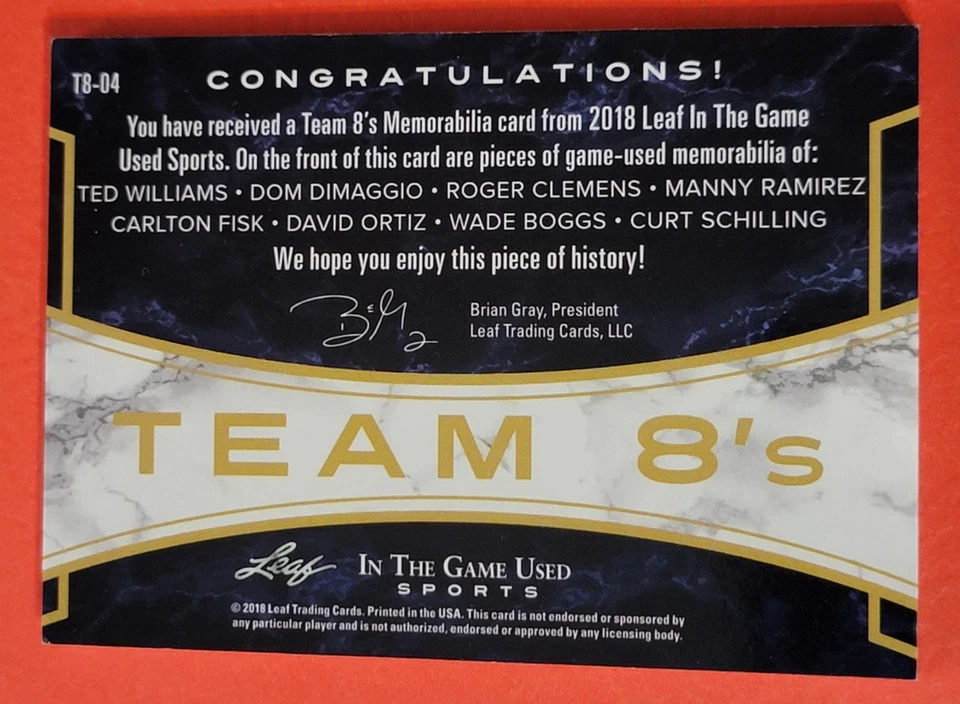 T8-04
CONGRATULATIONS!
You have received a Team 8's Memorabilia card from 2018 Leaf In The Game
Used Sports. On the front of this card are pieces of game-used memorabilia of:
TED WILLIAMS • DOM DIMAGGIO • ROGER CLEMENS • MANNY RAMIREZ
CARLTON FISK • DAVID ORTIZ • WADE BOGGS • CURT SCHILLING
We hope you enjoy this piece of history!
Brian Gray, President
Leaf Trading Cards, LLC
TEAM 8's
Leaf IN THE GAME USED
SPORTS
© 2018 Leaf Trading Cards. Printed in the USA. This card is not endorsed or sponsored by
any particular player and is not authorized, endorsed or approved by any licensing body.